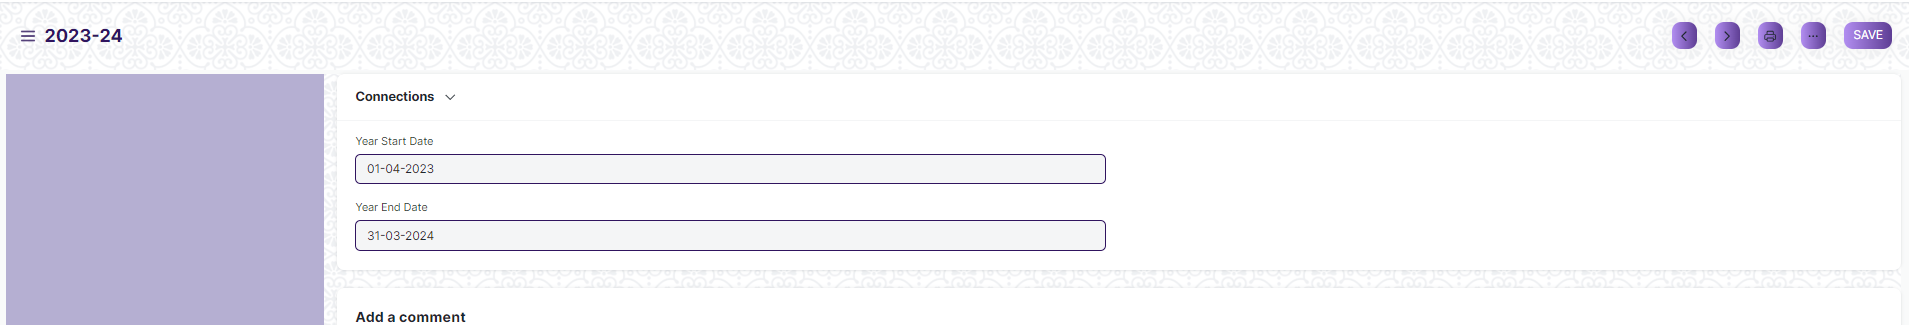 2023-24
SAVE
Connections
Year Start Date
01-04-2023
Year End Date
31-03-2024
Add a comment